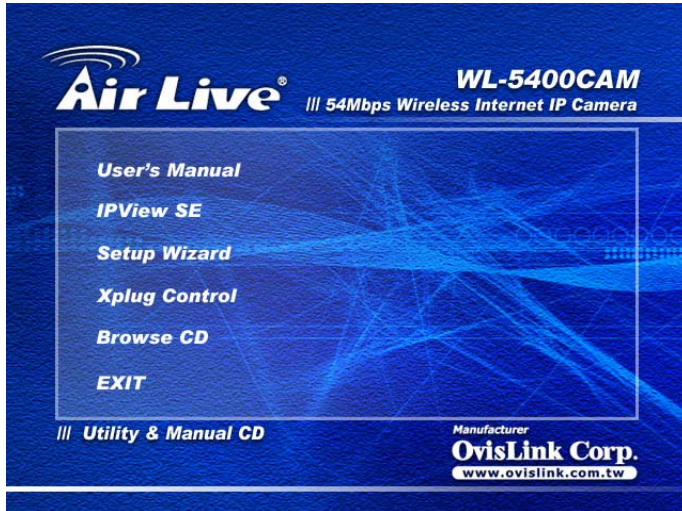 Air Live®
WL-5400CAM
/// 54Mbps Wireless Internet IP Camera
User's Manual
IPView SE
Setup Wizard
Xplug Control
Browse CD
EXIT
/// Utility & Manual CD
Manufacturer
OvisLink Corp.
www.ovislink.com.tw